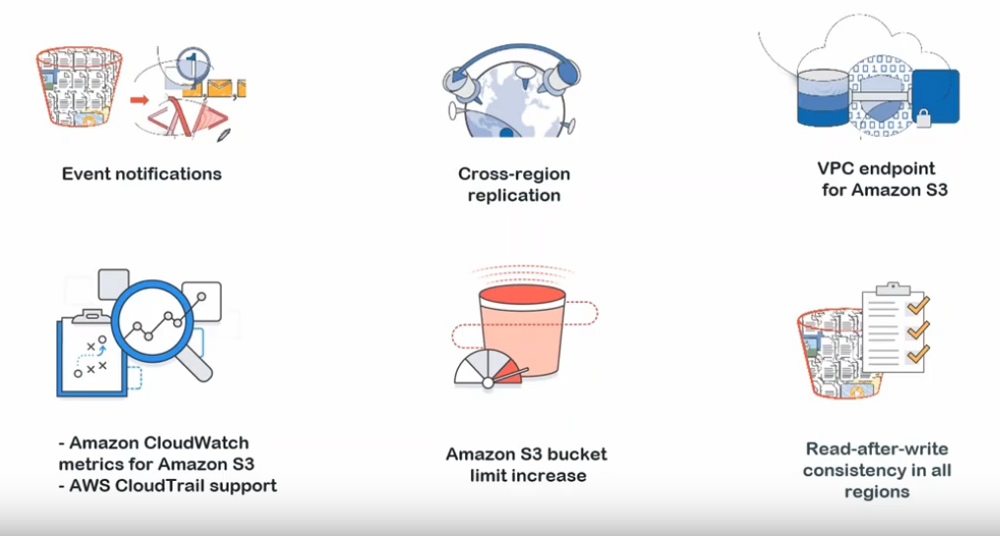 Event notifications
Cross-region
replication
VPC endpoint
for Amazon S3
- Amazon CloudWatch
metrics for Amazon S3
- AWS CloudTrail support
Amazon S3 bucket
limit increase
Read-after-write
consistency in all
regions